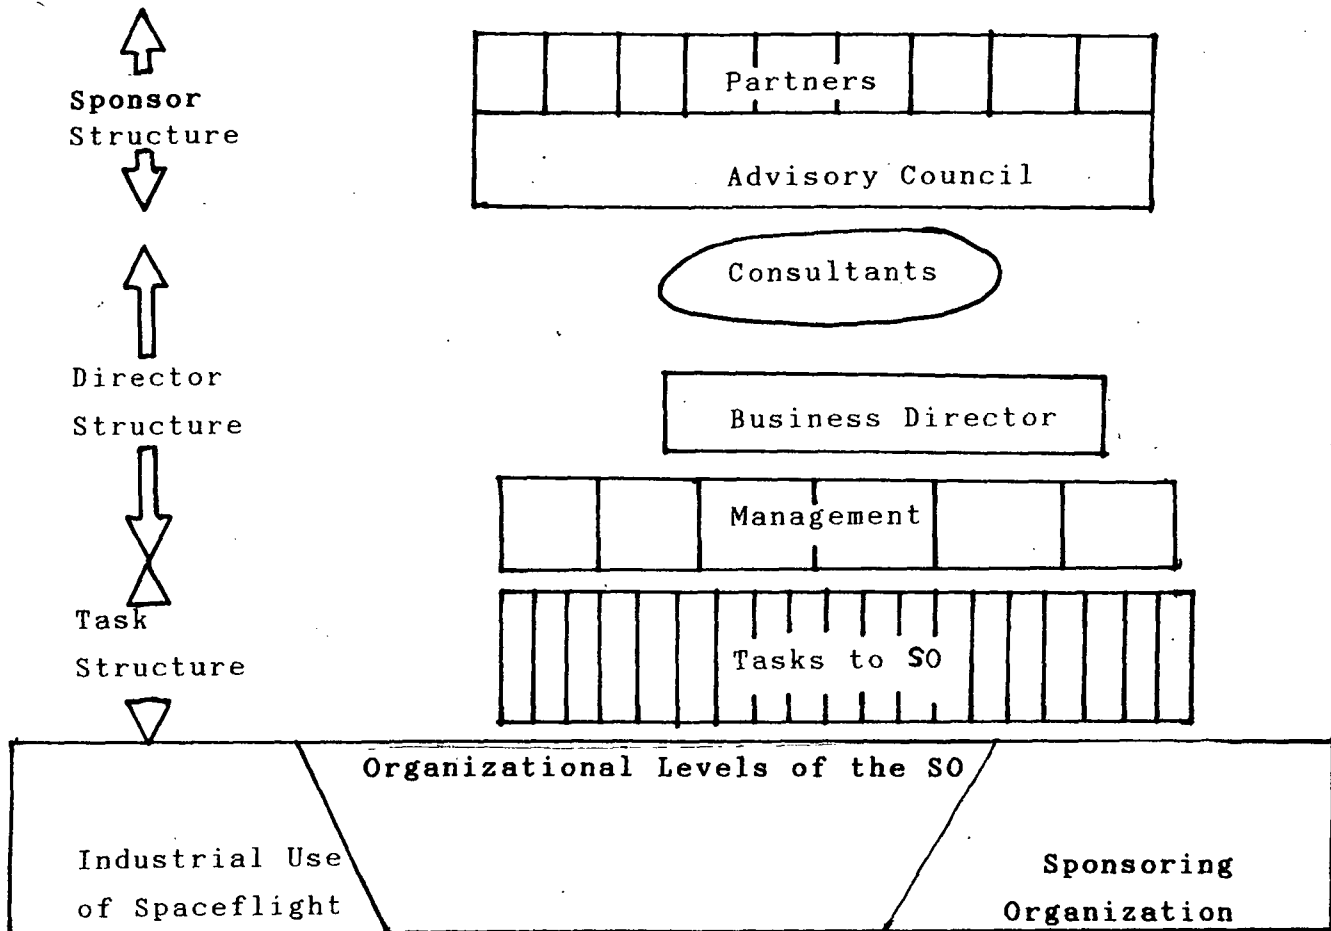 Partners
Sponsor
Structure
Advisory Council
Consultants
Director
Structure
Business Director
Management
Task
Structure
Tasks to SO
Organizational Levels of the SO
Industrial Use
of Spaceflight
Sponsoring
Organization